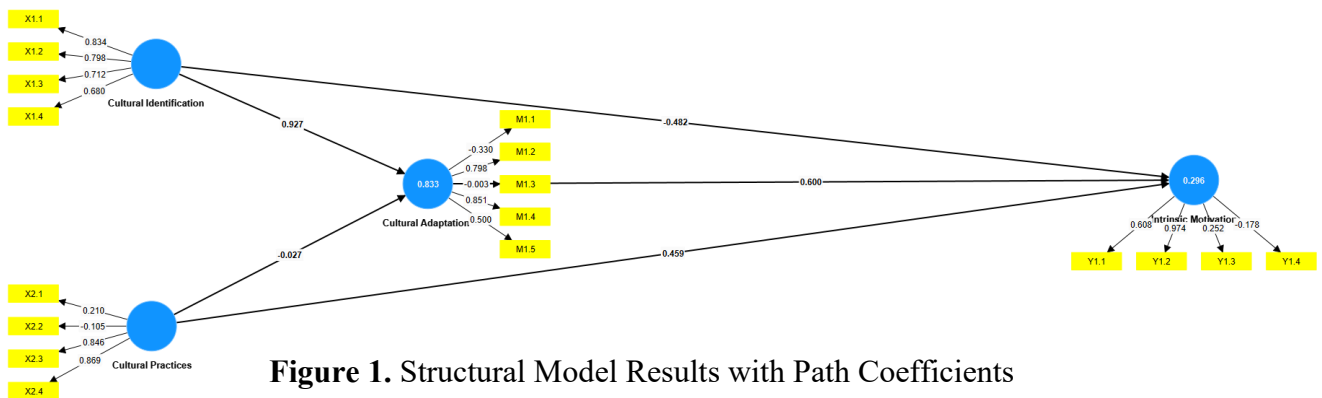 X1.1
0.834
X1.2
0.798
X1.3
0.712
0.680
X1.4
Cultural Identification
0.927
-0.482
M1.1
-0.330
M1.2
0.798
0.833
-0.003
M1.3
0.600
0.296
0.851
M1.4
Cultural Adaptation
0.500
M1.5
Intrinsic Motivation
0.608
0.974
0.252
-0.178
Y1.1
Y1.2
Y1.3
Y1.4
-0.027
0.459
X2.1
0.210
X2.2
-0.105
0.846
X2.3
0.869
Cultural Practices
X2.4
Figure 1. Structural Model Results with Path Coefficients